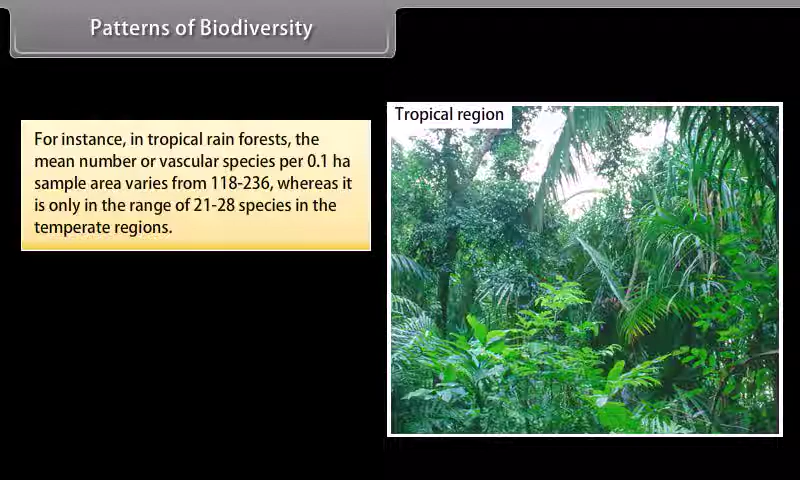 Patterns of Biodiversity
For instance, in tropical rain forests, the
mean number or vascular species per 0.1 ha
sample area varies from 118-236, whereas it
is only in the range of 21-28 species in the
temperate regions.
Tropical region